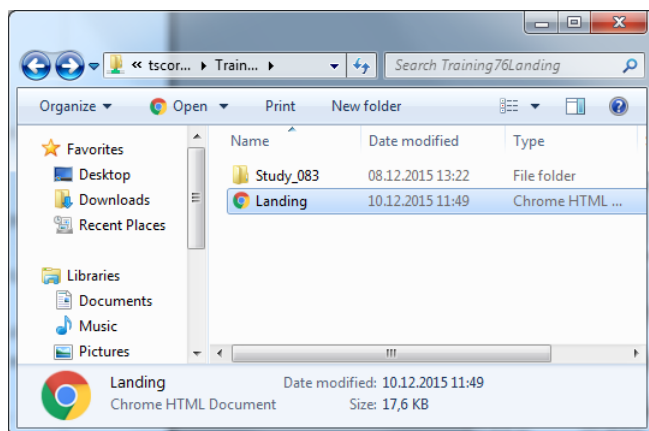 « tscor... Train... Search Training76Landing
Organize Open Print New folder
Name Date modified Type
Favorites
Desktop
Downloads
Recent Places
Libraries
Documents
Music
Pictures
Study_083 08.12.2015 13:22 File folder
Landing 10.12.2015 11:49 Chrome HTML ...
Landing Date modified: 10.12.2015 11:49
Chrome HTML Document Size: 17,6 KB